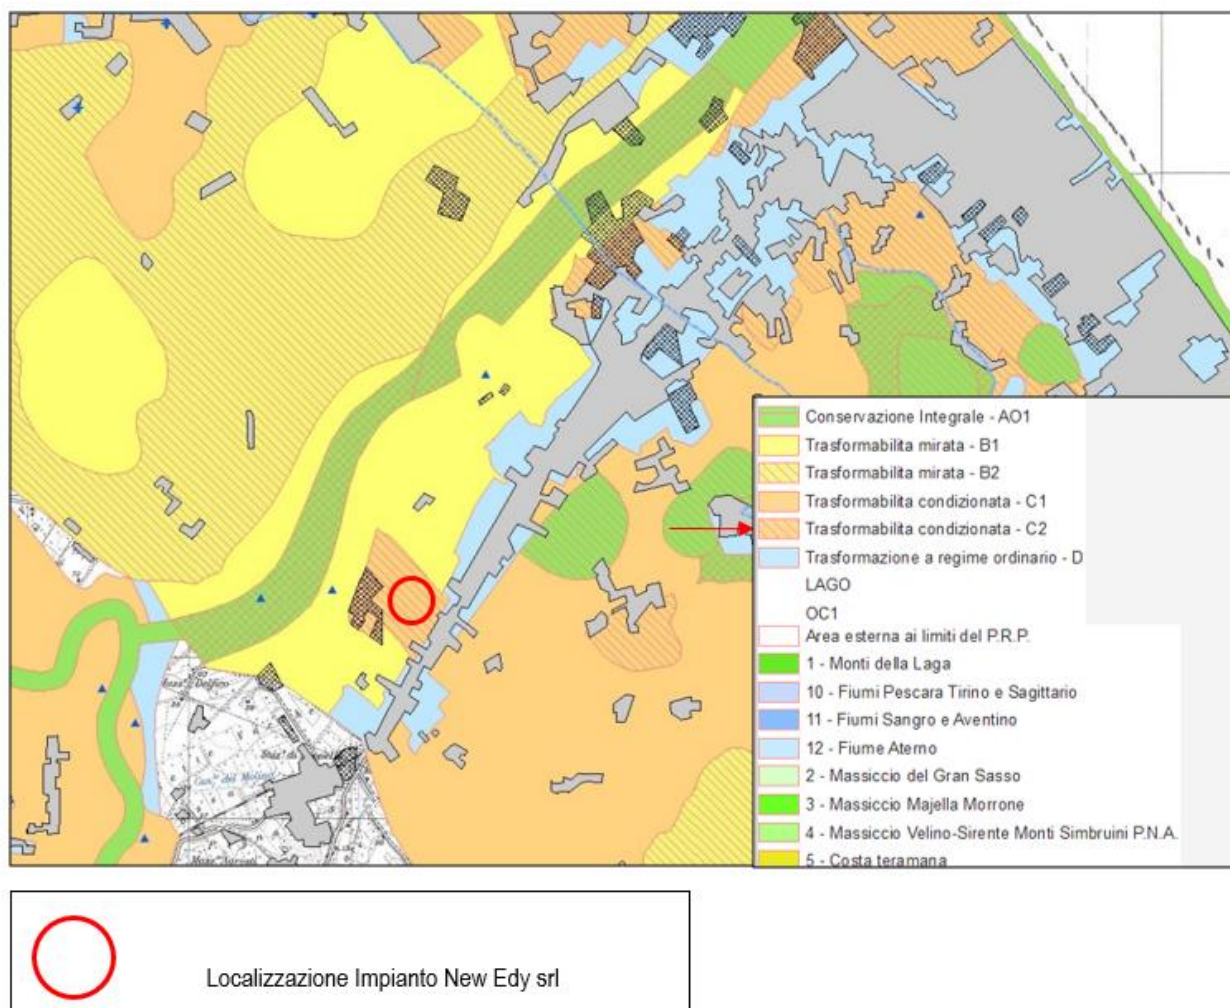 Conservazione Integrale - AO1
Trasformabilita mirata - B1
Trasformabilita mirata - B2
Trasformabilita condizionata - C1
Trasformabilita condizionata - C2
Trasformazione a regime ordinario - D
LAGO
OC1
Area esterna ai limiti del P.R.P.
1 - Monti della Laga
10 - Fiumi Pescara Tirino e Sagittario
11 - Fiumi Sangro e Aventino
12 - Fiume Aterno
2 - Massiccio del Gran Sasso
3 - Massiccio Majella Morrone
4 - Massiccio Velino-Sirente Monti Simbruini P.N.A.
5 - Costa teramana
Localizzazione Impianto New Edy srl